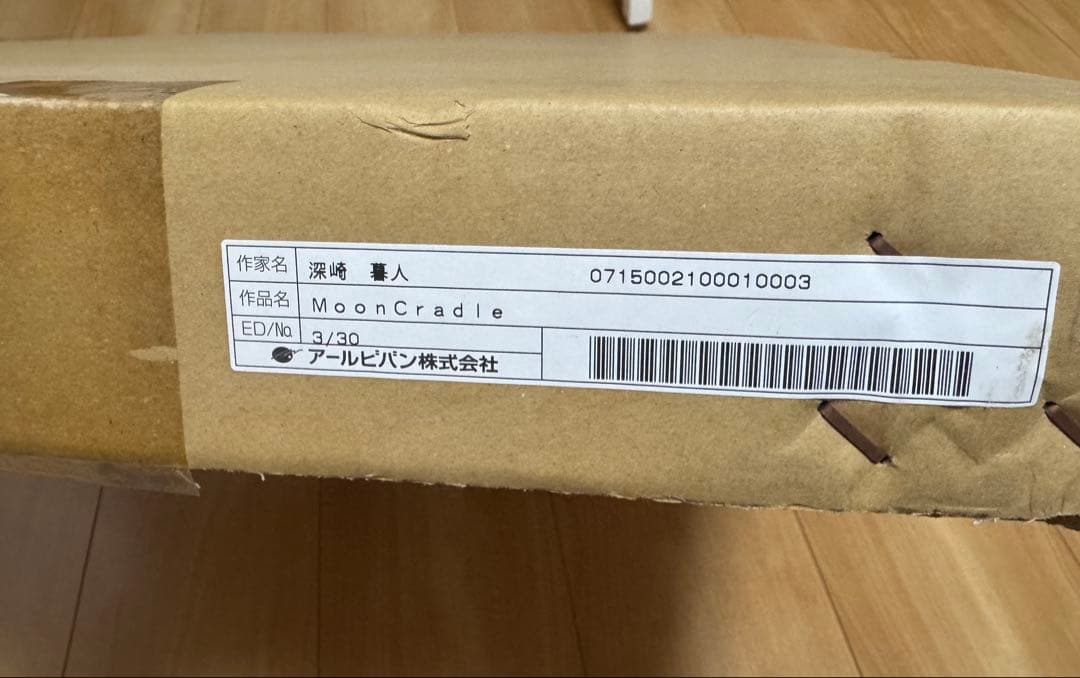 作家名 深崎 暮人 0715002100010003
作品名 MoonCradle
ED/No. 3/30
アールビバン株式会社